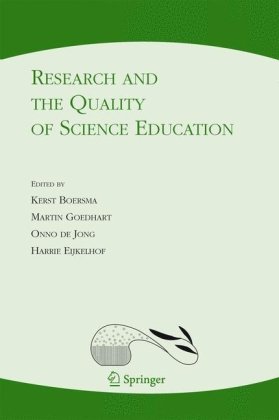 RESEARCH AND
THE QUALITY
OF SCIENCE EDUCATION
EDITED BY
KERST BOERSMA
MARTIN GOEDHART
ONNO DE JONG
HARRIE EIJKELHOF
Springer